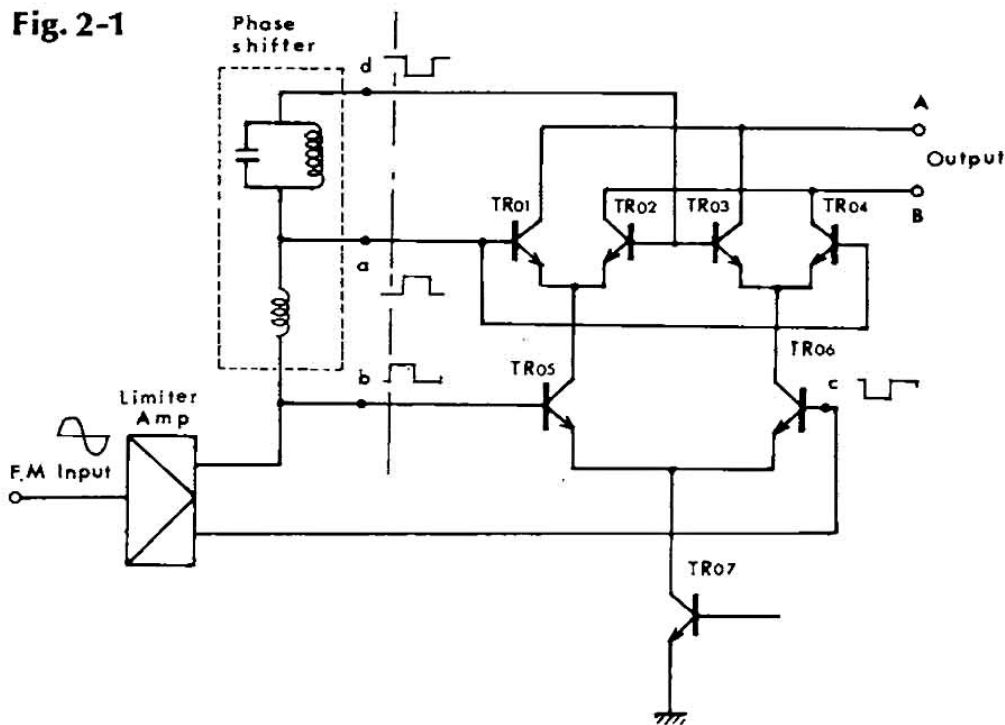 Fig. 2-1
Phase
shifter
d
A
Output
B
TR01
TR02
TR03
TR04
a
TR06
b
TR05
c
Limiter
Amp
F.M Input
TR07